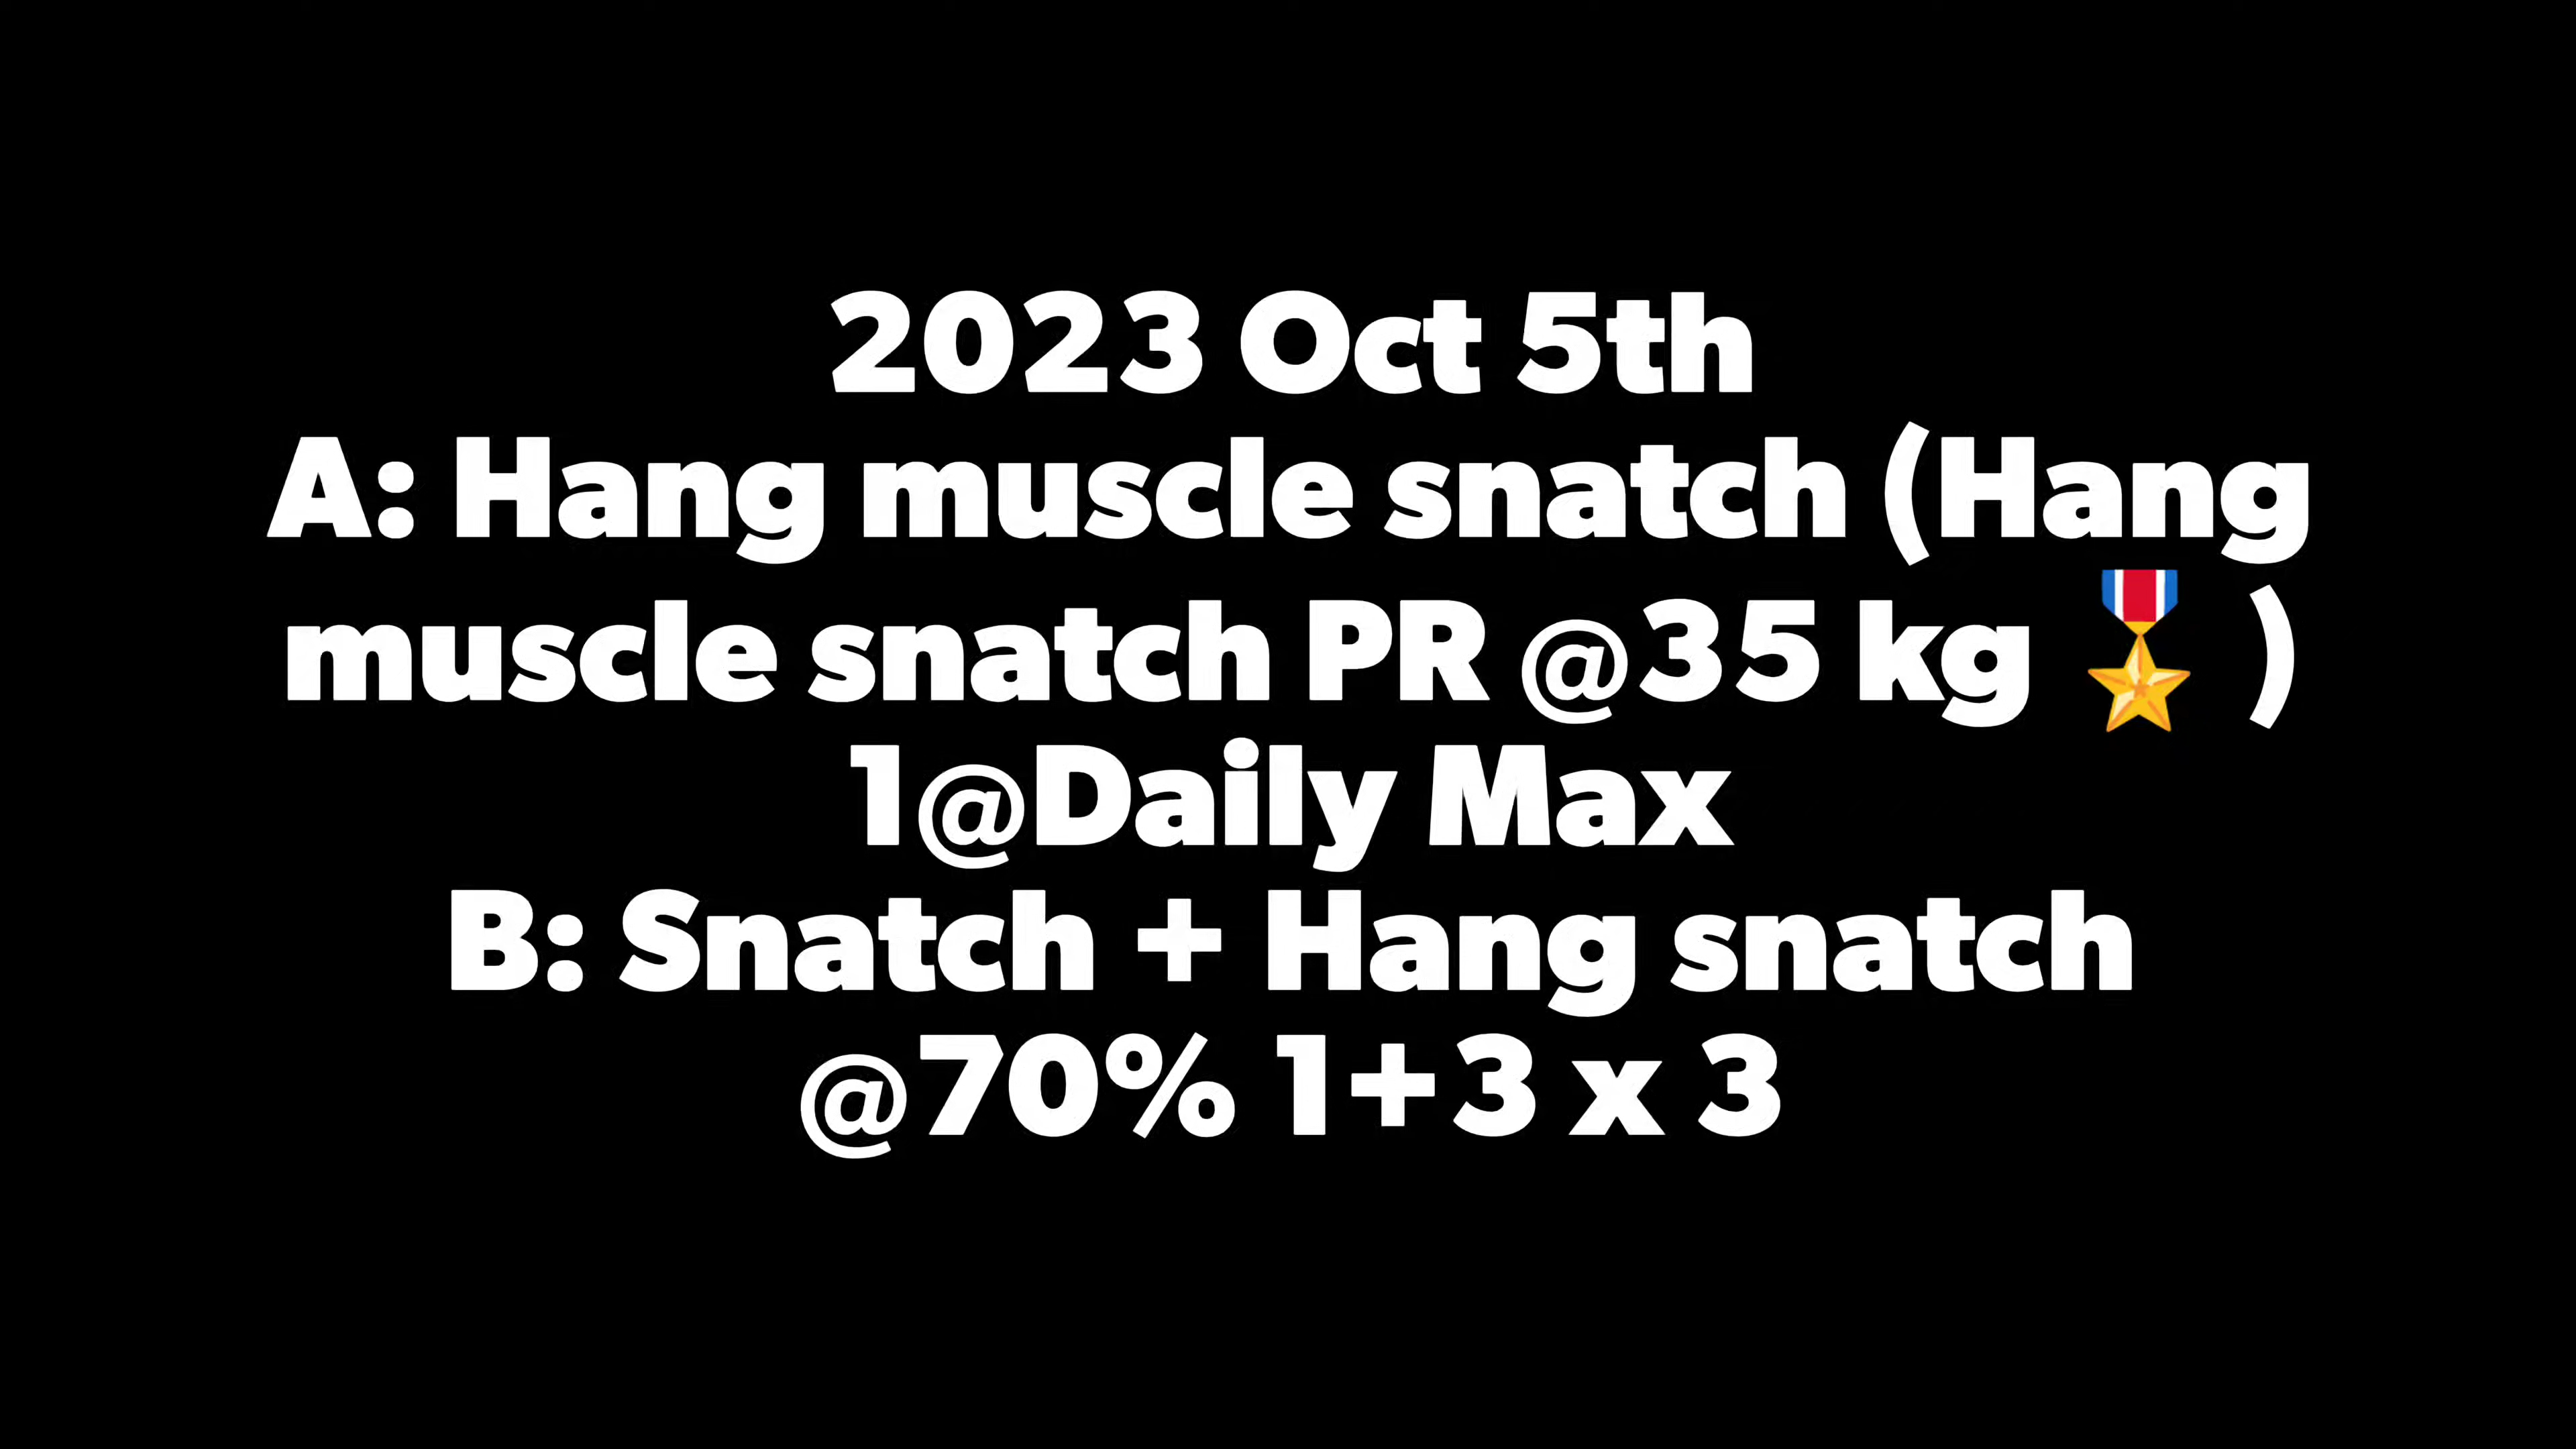 2023 Oct 5th
A: Hang muscle snatch (Hang
muscle snatch PR @35 kg 🎖 )
1@Daily Max
B: Snatch + Hang snatch
@70% 1+3 x 3